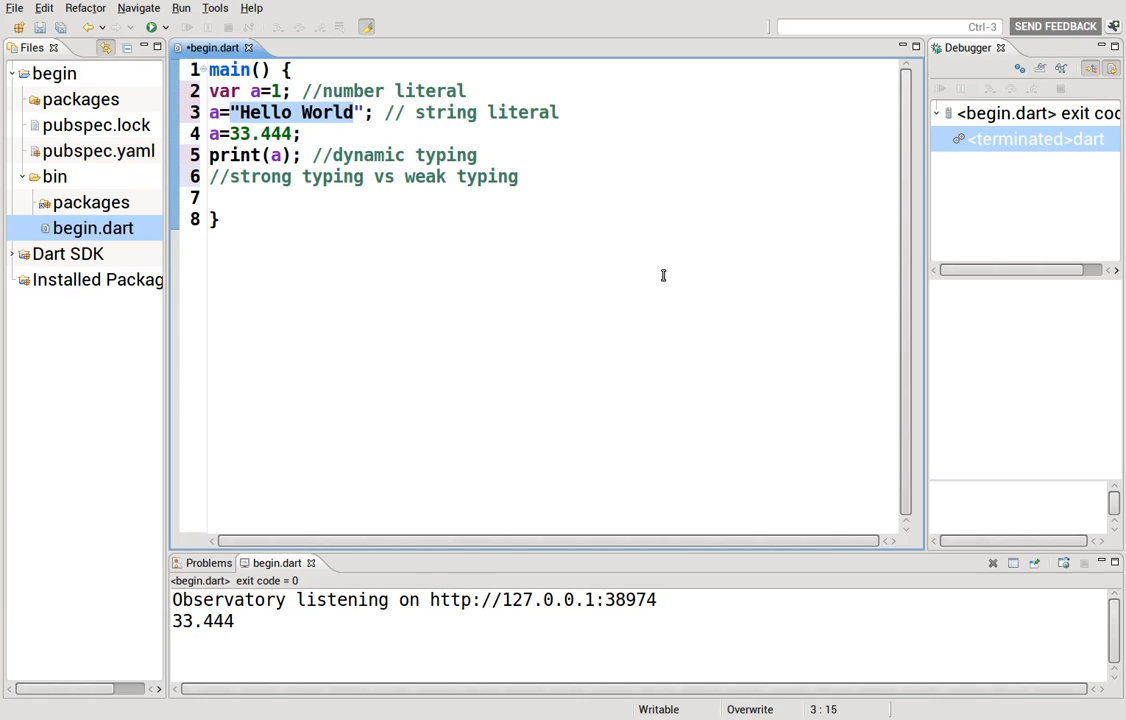 File Edit Refactor Navigate Run Tools Help
Ctrl-3 SEND FEEDBACK
Files
*begin.dart
Debugger
begin
packages
pubspec.lock
pubspec.yaml
bin
packages
begin.dart
Dart SDK
Installed Packag
1 main() {
2 var a=1; //number literal
3 a="Hello World"; // string literal
4 a=33.444;
5 print(a); //dynamic typing
6 //strong typing vs weak typing
7
8 }
<begin.dart> exit coc
<terminated>dart
Problems begin.dart
<begin.dart> exit code = 0
Observatory listening on http://127.0.0.1:38974
33.444
Writable Overwrite 3 : 15